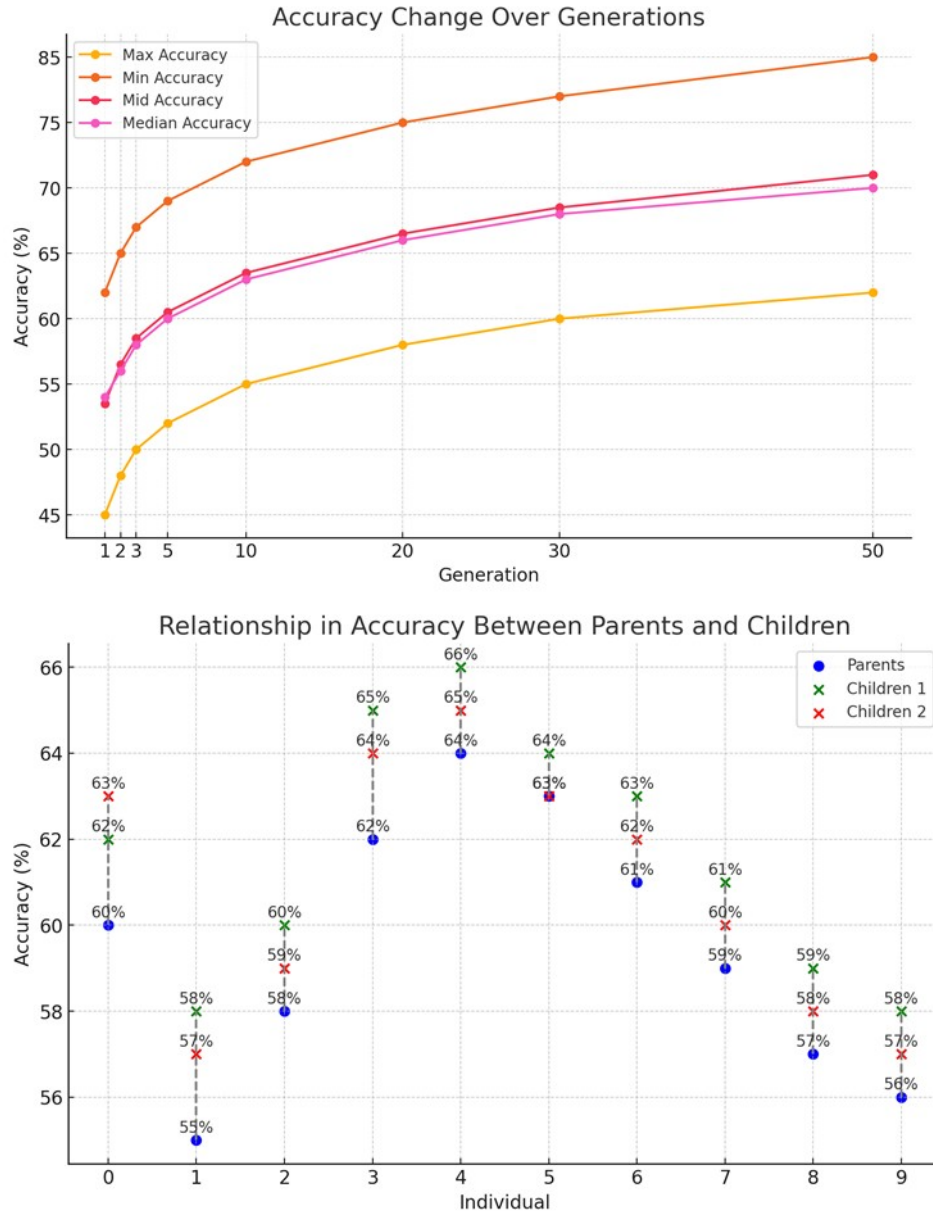 Accuracy Change Over Generations
Max Accuracy
Min Accuracy
Mid Accuracy
Median Accuracy
85
75
70
65
60
55
50
45
Accuracy (%)
1 2 3 5 10 20 30 50
Generation
Relationship in Accuracy Between Parents and Children
Parents
Children 1
Children 2
66
64
62
60
58
56
Accuracy (%)
63%
62%
60%
58%
57%
55%
60%
59%
58%
65%
64%
62%
66%
65%
64%
64%
63%
63%
63%
62%
61%
61%
60%
59%
59%
58%
57%
58%
57%
56%
0 1 2 3 4 5 6 7 8 9
Individual